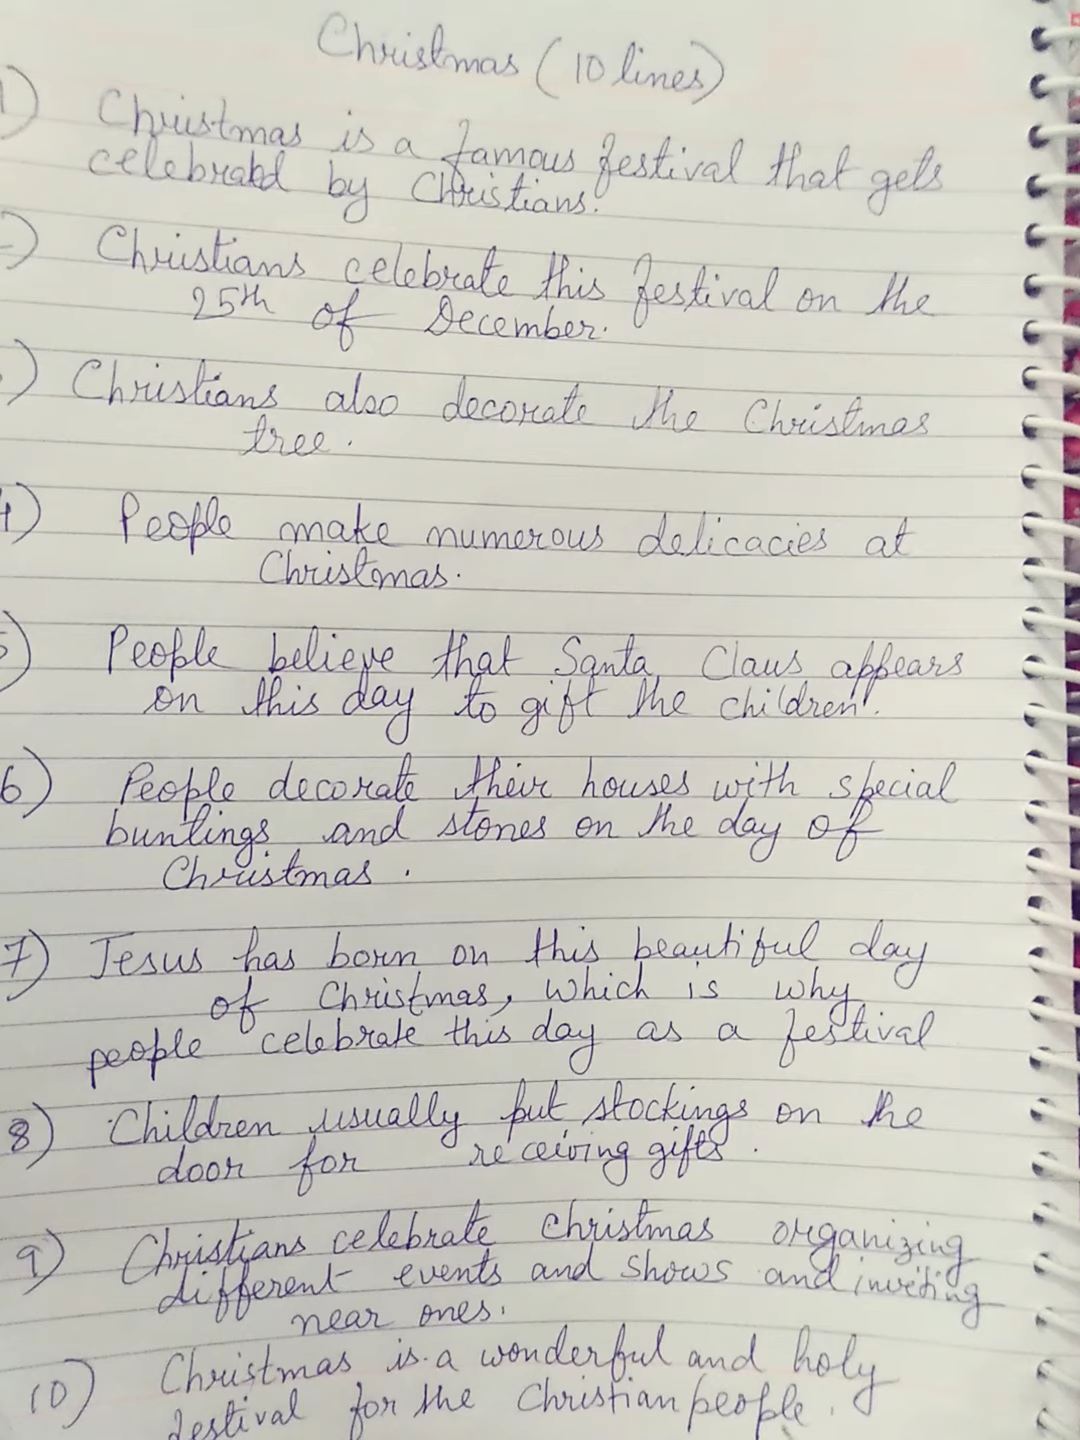 Christmas (10 lines)
1) Christmas is a famous festival that gets
celebratd by Christians.
Christians celebrate this festival on the
25th of December.
Christians also decorate the Christmas
tree.
4) People make numerous delicacies at
Christmas.
5) People believe that Santa Claus appears
on this day to gift the children.
6) People decorate their houses with special
buntings and stones on the day of
Christmas.
7) Jesus has born on this beautiful day
of Christmas, which is why
people celebrate this day as a festival
8) Children usually put stockings on the
door for receiving gifts.
9) Christians celebrate Christmas organizing
different events and shows and inviting
near ones.
10) Christmas is a wonderful and holy
festival for the Christian people.